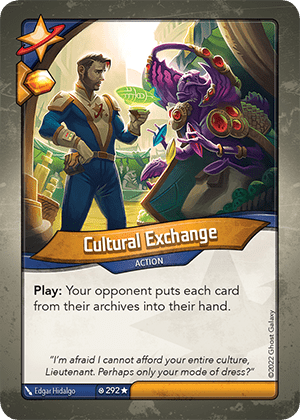 Cultural Exchange
ACTION
Play: Your opponent puts each card
from their archives into their hand.
©2022 Ghost Galaxy
"I'm afraid I cannot afford your entire culture,
Lieutenant. Perhaps only your mode of dress?"
Edgar Hidalgo
292★